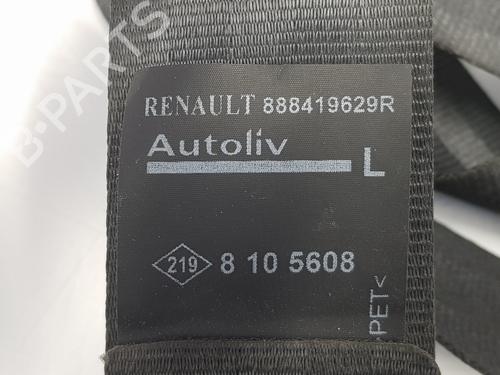 B-PARTS
RENAULT 888419629R
Autoliv
L
219 8 10 5608
PET<